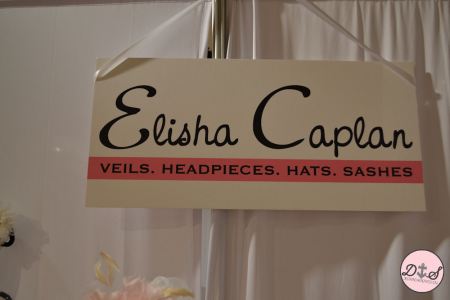 Elisha Caplan
VEILS. HEADPIECES. HATS. SASHES
D S